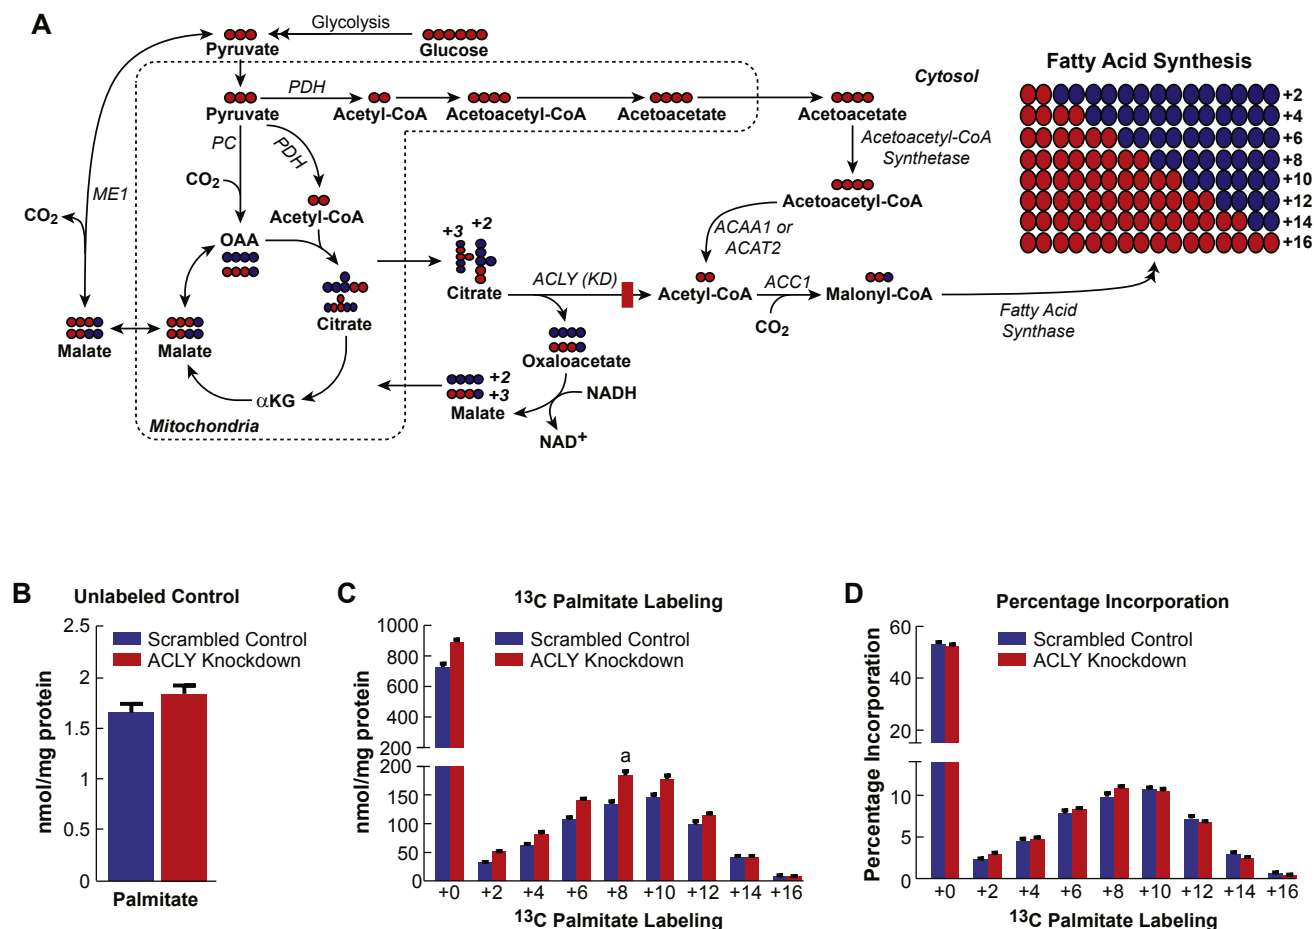 A
Glycolysis
Pyruvate
Glucose
Fatty Acid Synthesis
Cytosol
PDH
Pyruvate
Acetyl-CoA
Acetoacetyl-CoA
Acetoacetate
Acetoacetate
+2
+4
+6
+8
+10
+12
+14
+16
PC
PDH
Acetoacetyl-CoA
Synthetase
CO2
ME1
CO2
Acetyl-CoA
Acetoacetyl-CoA
OAA
+3
+2
ACAA1 or
ACAT2
Citrate
ACLY (KD)
Acetyl-CoA
ACC1
Malonyl-CoA
CO2
Fatty Acid
Synthase
Citrate
Malate
Malate
Oxaloacetate
+2
+3
NADH
Malate
αKG
Mitochondria
NAD+
B
Unlabeled Control
Scrambled Control
ACLY Knockdown
nmol/mg protein
2.5
2
1.5
1
0.5
0
Palmitate
C
13C Palmitate Labeling
Scrambled Control
ACLY Knockdown
nmol/mg protein
nmol/mg protein
1000
800
600
400
200
200
150
100
50
0
a
+0 +2 +4 +6 +8 +10 +12 +14 +16
13C Palmitate Labeling
D
Percentage Incorporation
Scrambled Control
ACLY Knockdown
Percentage Incorporation
60
40
20
10
5
0
+0 +2 +4 +6 +8 +10 +12 +14 +16
13C Palmitate Labeling